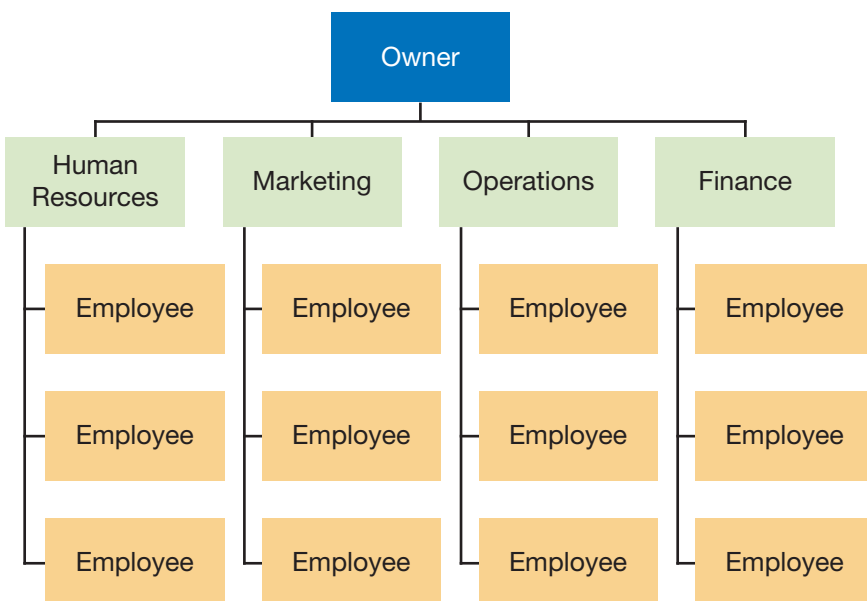 Owner
Human
Resources
Marketing
Operations
Finance
Employee
Employee
Employee
Employee
Employee
Employee
Employee
Employee
Employee
Employee
Employee
Employee